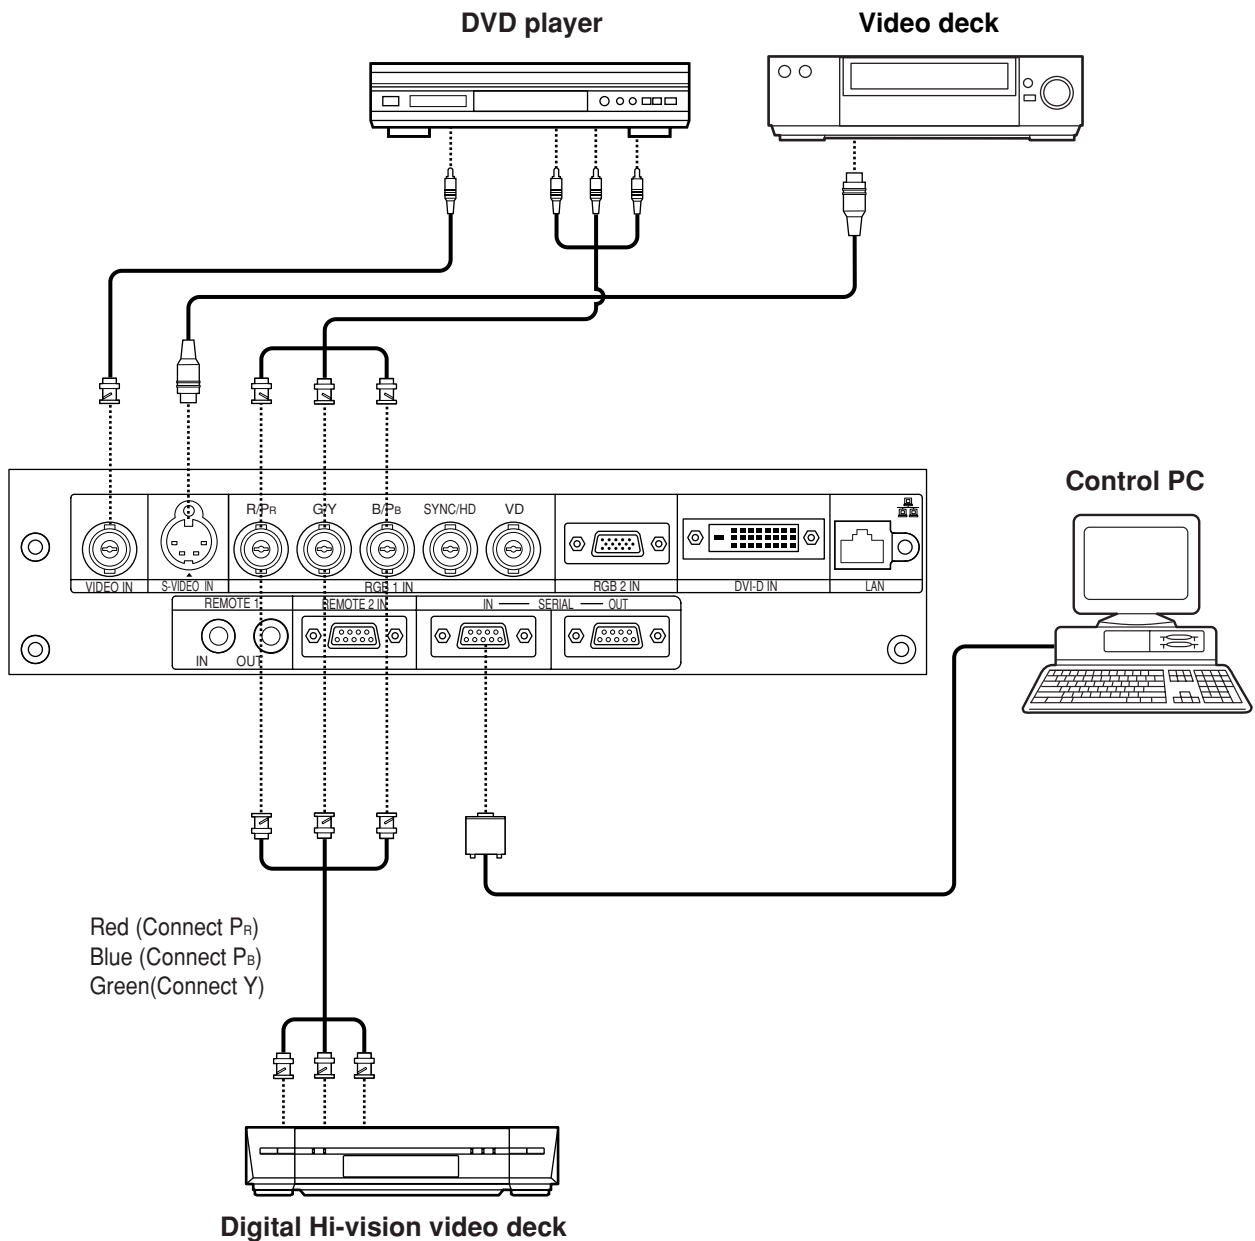 DVD player
Video deck
Control PC
R/PR G/Y B/PB SYNC/HD VD
VIDEO IN S-VIDEO IN RGB 1 IN RGB 2 IN DVI-D IN LAN
REMOTE 1 REMOTE 2 IN IN SERIAL OUT
IN OUT
Red (Connect PR)
Blue (Connect PB)
Green(Connect Y)
Digital Hi-vision video deck